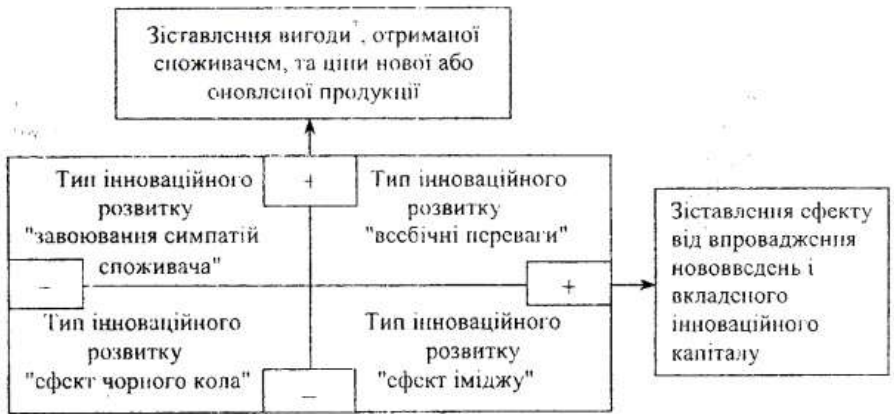 Зіставлення вигоди, отриманої
споживачем, та ціни нової або
оновленої продукції
Тип інноваційного
розвитку
"завоювання симпатій
споживача"
+
Тип інноваційного
розвитку
"всебічні переваги"
−
+
Зіставлення ефекту
від впровадження
нововведень і
вкладеного
інноваційного
капіталу
Тип інноваційного
розвитку
"ефект чорного кола"
−
Тип інноваційного
розвитку
"ефект іміджу"